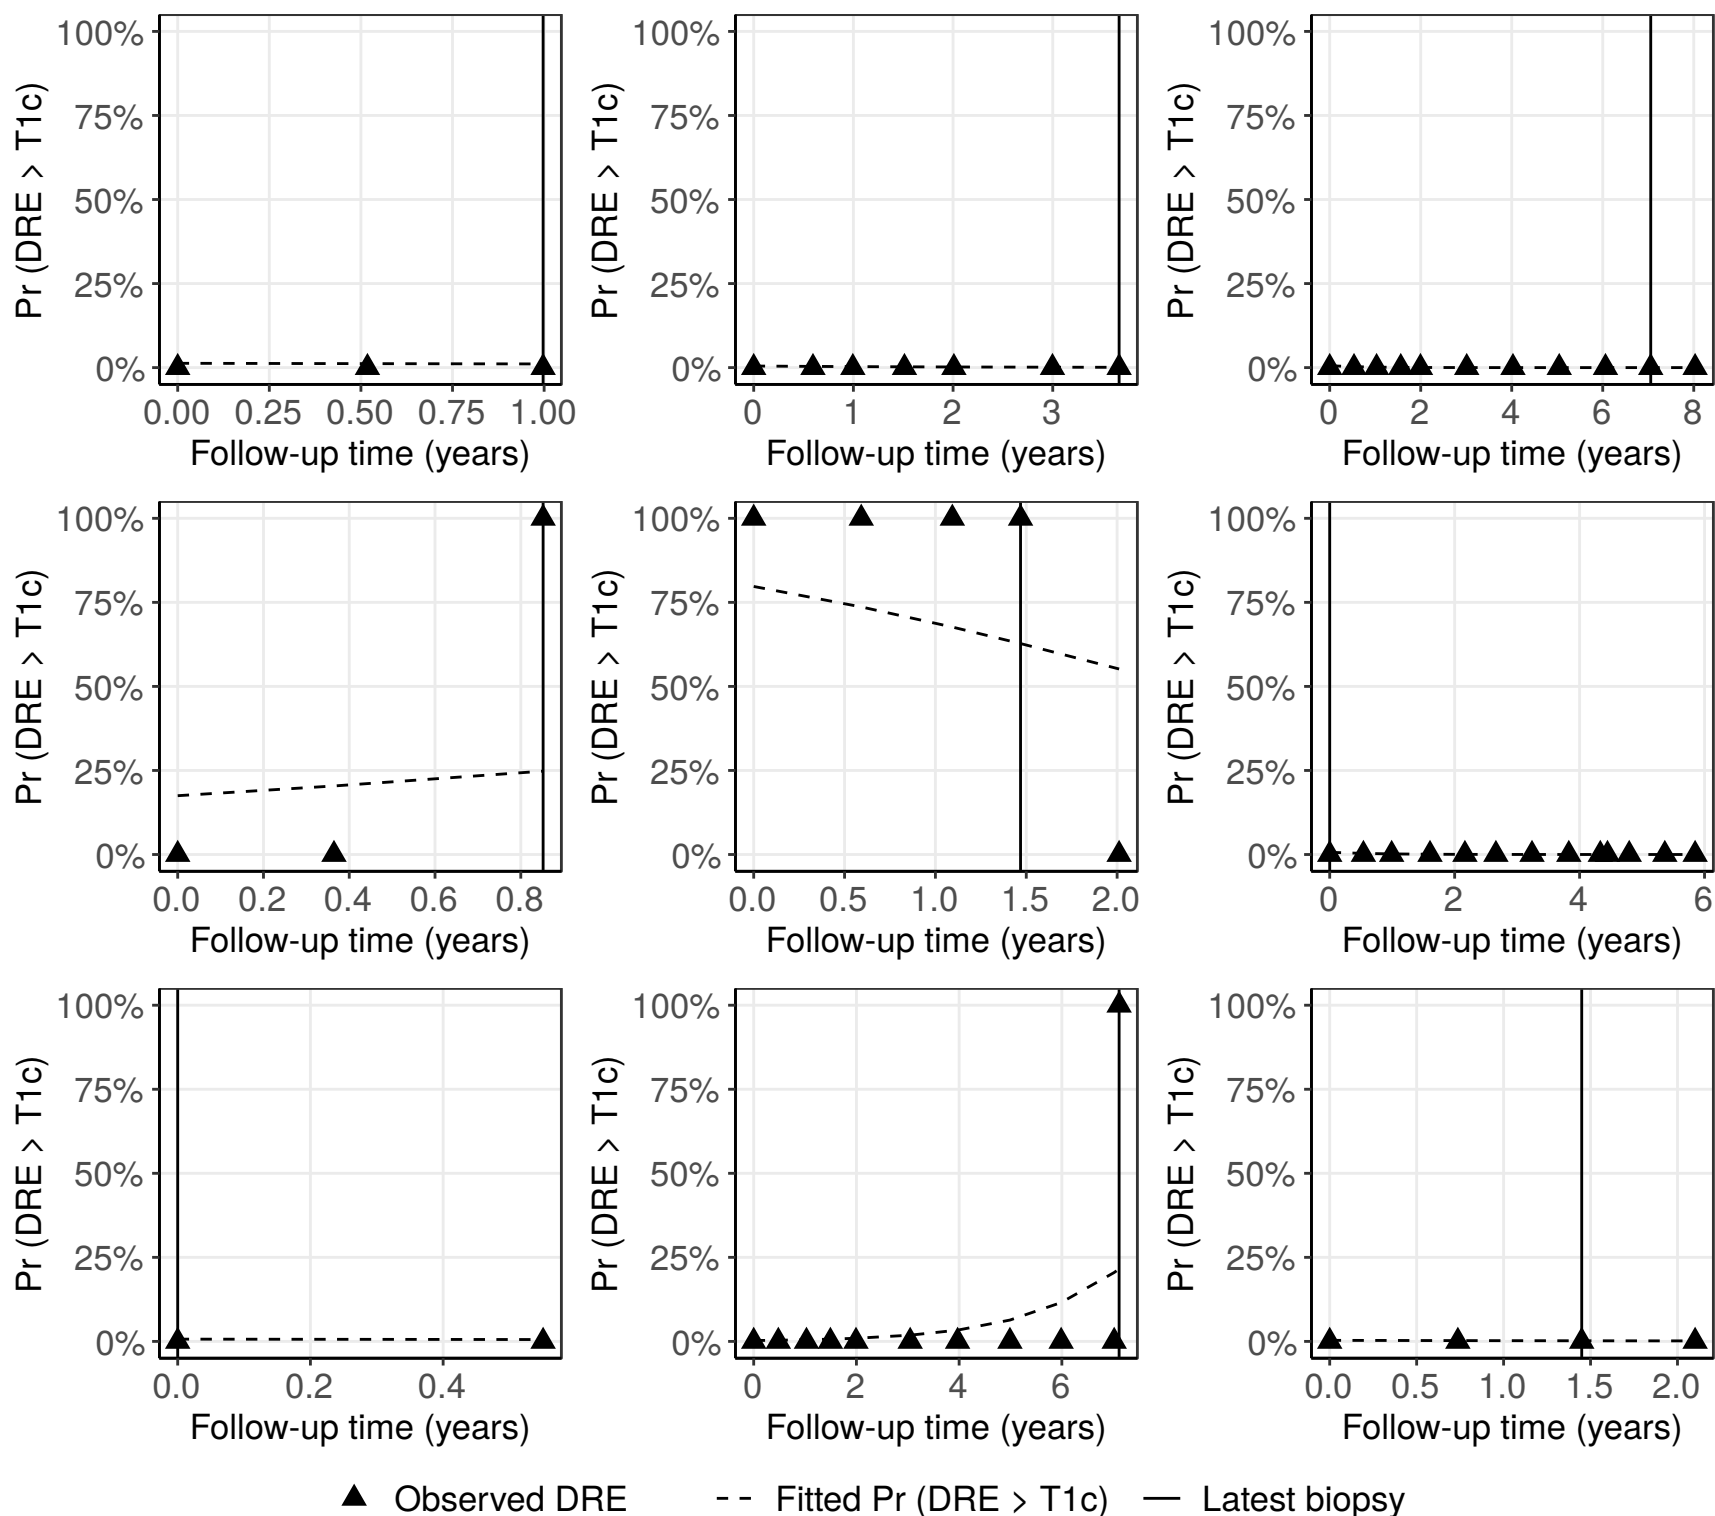 Pr (DRE > T1c)
100%
75%
50%
25%
0%
0.00 0.25 0.50 0.75 1.00
Follow-up time (years)
Pr (DRE > T1c)
100%
75%
50%
25%
0%
0 1 2 3
Follow-up time (years)
Pr (DRE > T1c)
100%
75%
50%
25%
0%
0 2 4 6 8
Follow-up time (years)
Pr (DRE > T1c)
100%
75%
50%
25%
0%
0.0 0.2 0.4 0.6 0.8
Follow-up time (years)
Pr (DRE > T1c)
100%
75%
50%
25%
0%
0.0 0.5 1.0 1.5 2.0
Follow-up time (years)
Pr (DRE > T1c)
100%
75%
50%
25%
0%
0 2 4 6
Follow-up time (years)
Pr (DRE > T1c)
100%
75%
50%
25%
0%
0.0 0.2 0.4
Follow-up time (years)
Pr (DRE > T1c)
100%
75%
50%
25%
0%
0 2 4 6
Follow-up time (years)
Pr (DRE > T1c)
100%
75%
50%
25%
0%
0.0 0.5 1.0 1.5 2.0
Follow-up time (years)
Observed DRE Fitted Pr (DRE > T1c) Latest biopsy